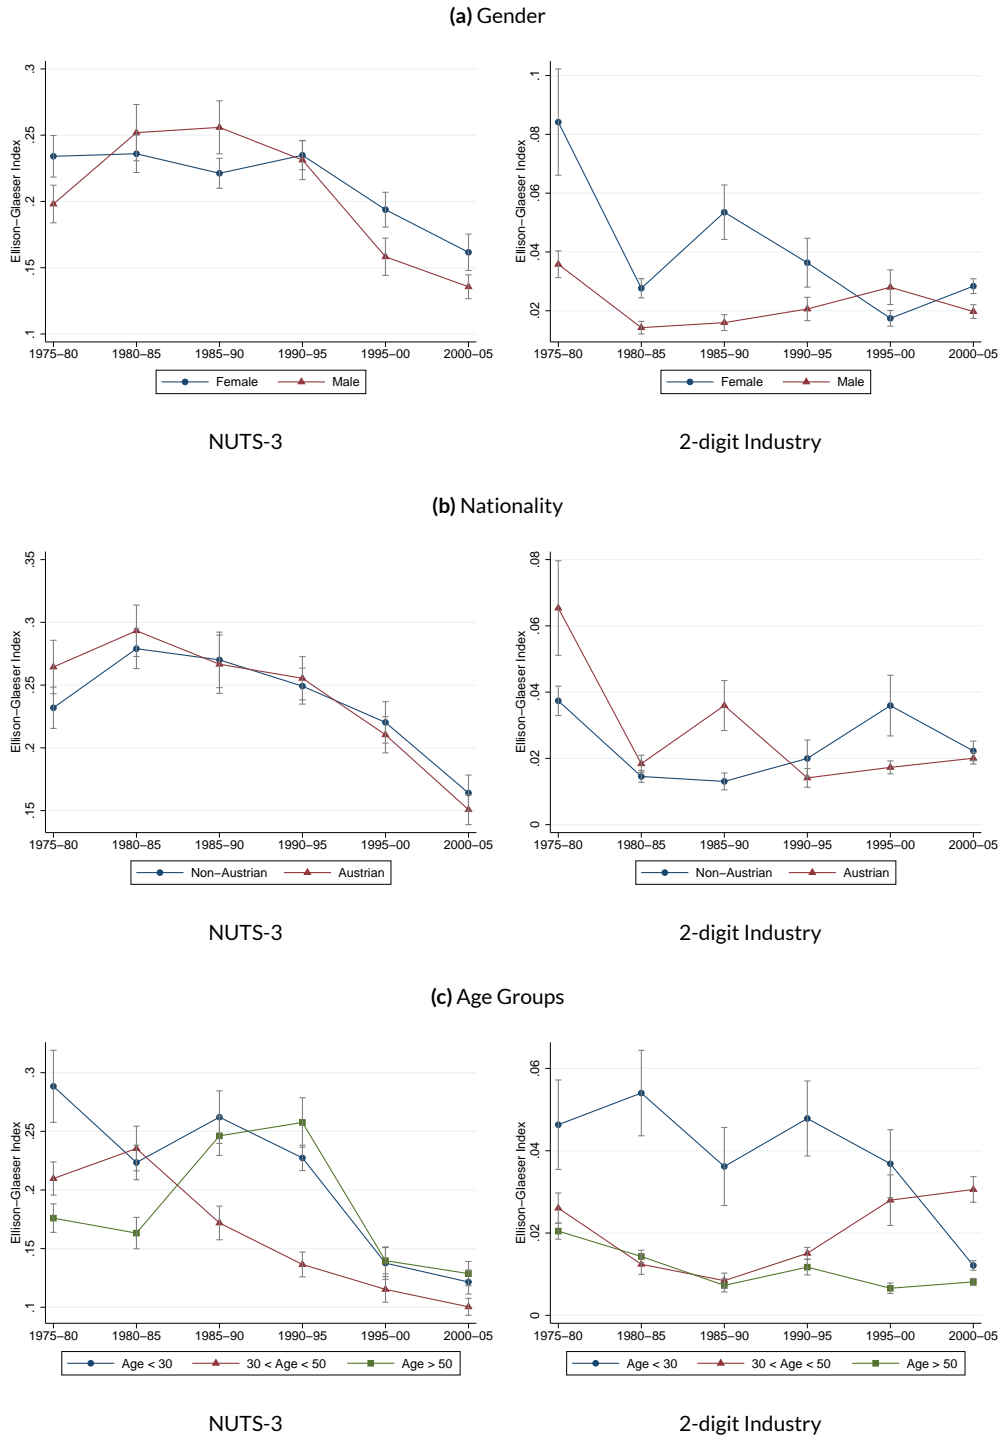 (a) Gender
Ellison–Glaeser Index
.1 .15 .2 .25 .3
1975–80 1980–85 1985–90 1990–95 1995–00 2000–05
Female Male
NUTS-3
Ellison–Glaeser Index
.02 .04 .06 .08 .1
1975–80 1980–85 1985–90 1990–95 1995–00 2000–05
Female Male
2-digit Industry
(b) Nationality
Ellison–Glaeser Index
.15 .2 .25 .3 .35
1975–80 1980–85 1985–90 1990–95 1995–00 2000–05
Non–Austrian Austrian
NUTS-3
Ellison–Glaeser Index
0 .02 .04 .06 .08
1975–80 1980–85 1985–90 1990–95 1995–00 2000–05
Non–Austrian Austrian
2-digit Industry
(c) Age Groups
Ellison–Glaeser Index
.1 .15 .2 .25 .3
1975–80 1980–85 1985–90 1990–95 1995–00 2000–05
Age < 30 30 < Age < 50 Age > 50
NUTS-3
Ellison–Glaeser Index
0 .02 .04 .06
1975–80 1980–85 1985–90 1990–95 1995–00 2000–05
Age < 30 30 < Age < 50 Age > 50
2-digit Industry